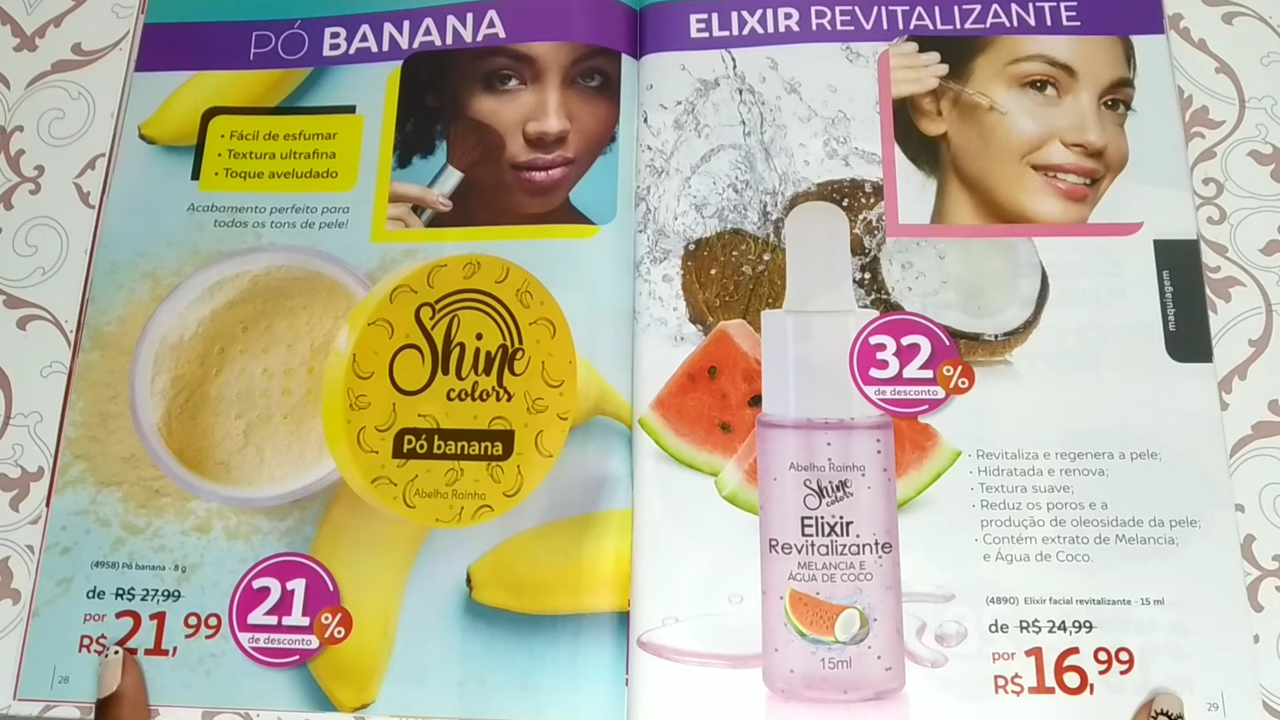 PÓ BANANA
• Fácil de esfumar
• Textura ultrafina
• Toque aveludado
Acabamento perfeito para
todos os tons de pele!
Shine
colors
Pó banana
Abelha Rainha
(4958) Pó banana - 8 g
de R$ 27,99
por
R$ 21,99
21%
de desconto
28
ELIXIR REVITALIZANTE
maquiagem
32%
de desconto
Abelha Rainha
Shine
colors
Elixir
Revitalizante
MELANCIA E
ÁGUA DE COCO
15ml
• Revitaliza e regenera a pele;
• Hidratada e renova;
• Textura suave;
• Reduz os poros e a
produção de oleosidade da pele;
• Contém extrato de Melancia;
e Água de Coco.
(4890) Elixir facial revitalizante - 15 ml
de R$ 24,99
por
R$ 16,99
29